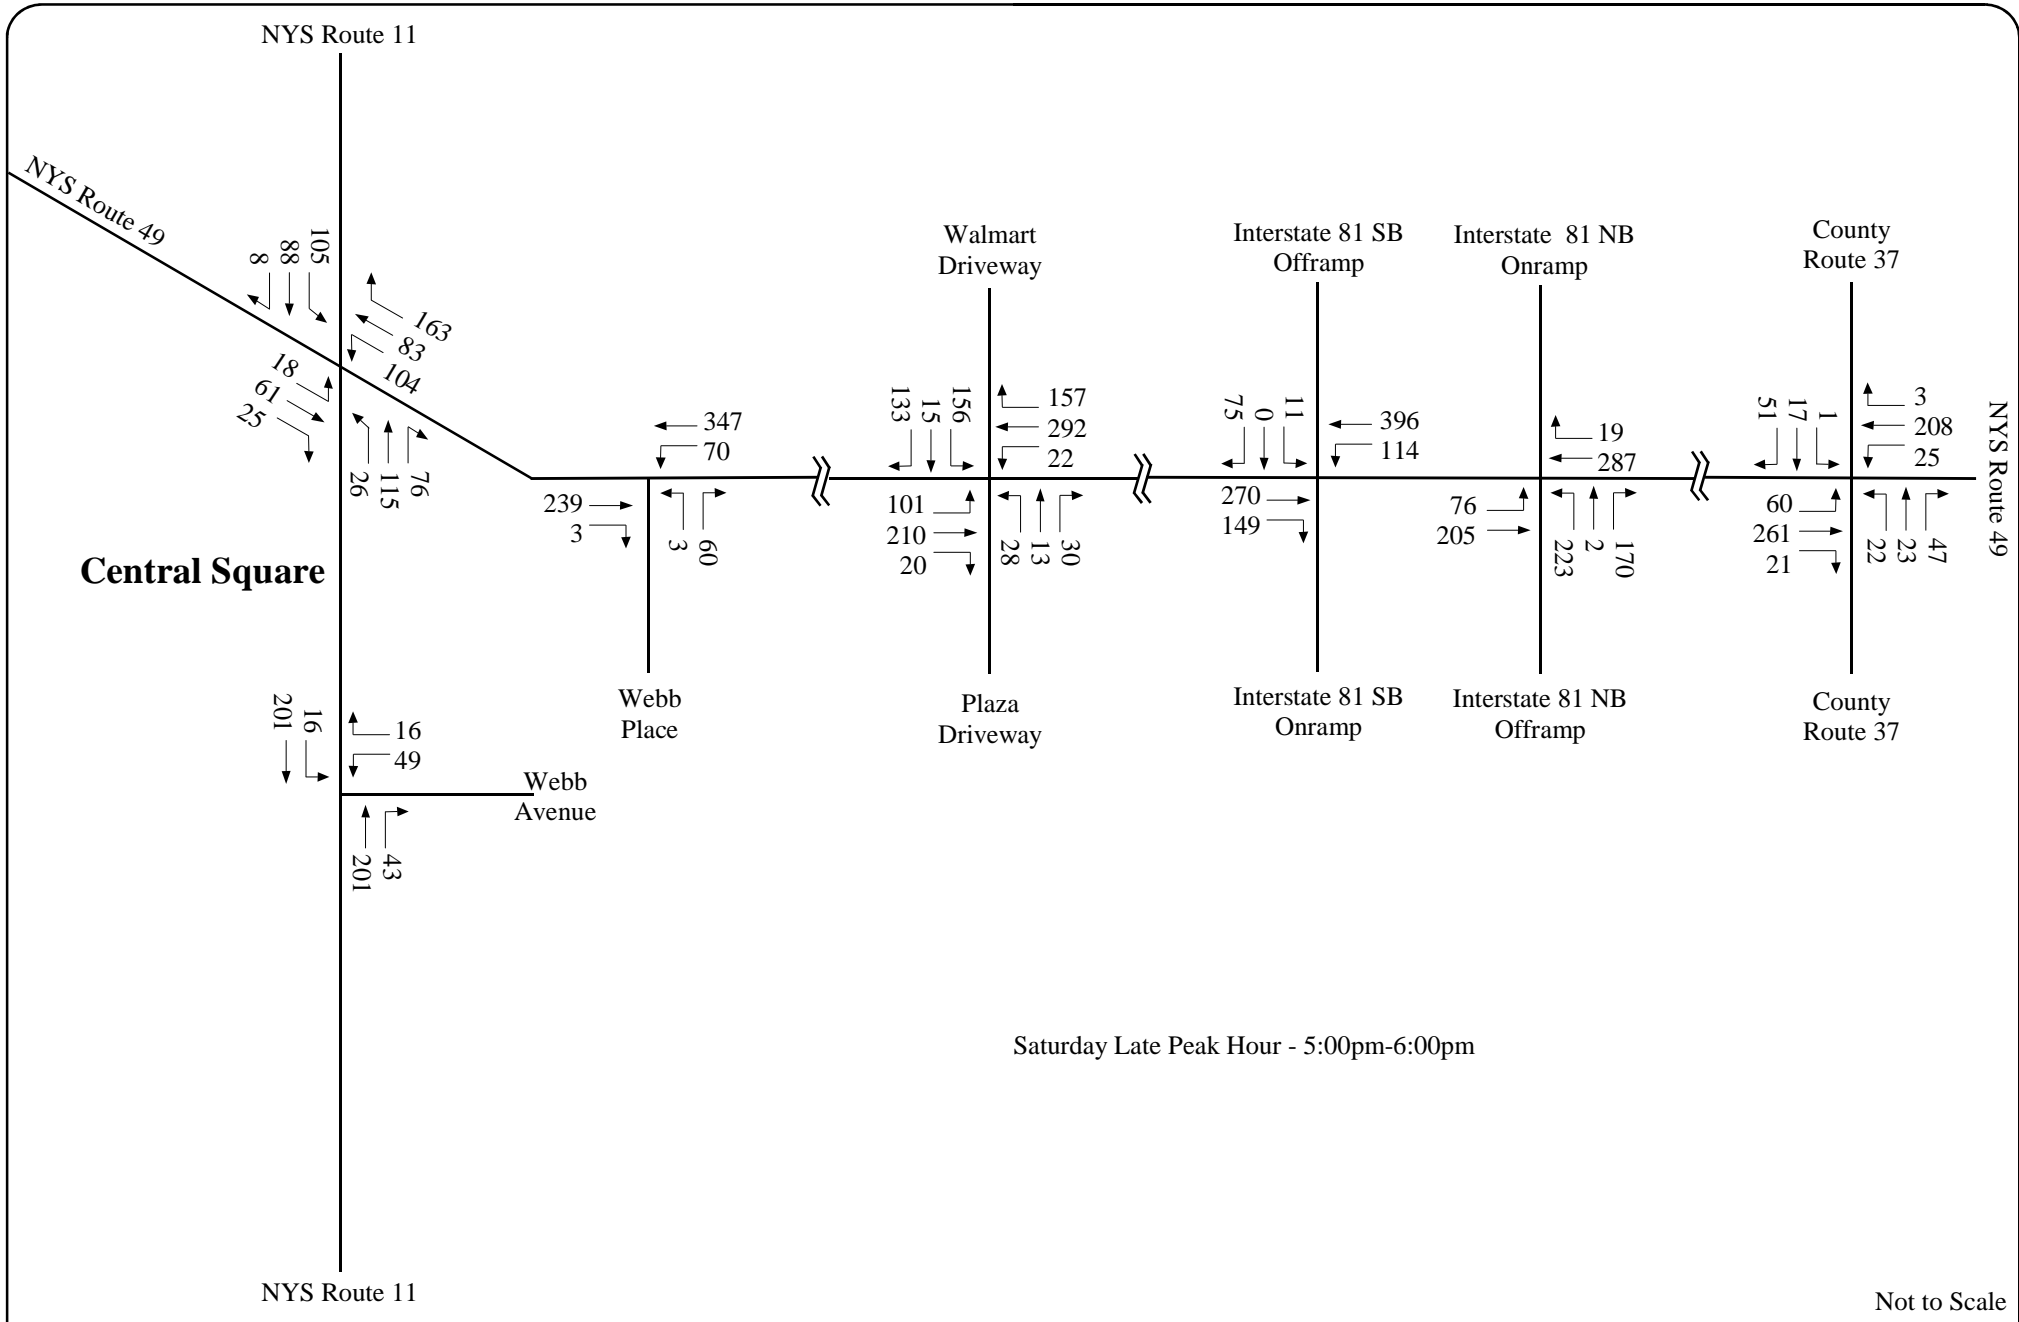 NYS Route 11
NYS Route 49
8
88
105
163
83
104
18
61
25
26
115
76
Central Square
347
70
239
3
3
60
Webb
Place
Walmart
Driveway
133
15
156
157
292
22
101
210
20
28
13
30
Plaza
Driveway
Interstate 81 SB
Offramp
75
0
11
396
114
270
149
Interstate 81 SB
Onramp
Interstate 81 NB
Onramp
19
287
76
205
223
2
170
Interstate 81 NB
Offramp
County
Route 37
51
17
1
3
208
25
60
261
21
22
23
47
County
Route 37
NYS Route 49
201
16
16
49
Webb
Avenue
201
43
Saturday Late Peak Hour - 5:00pm-6:00pm
NYS Route 11
Not to Scale